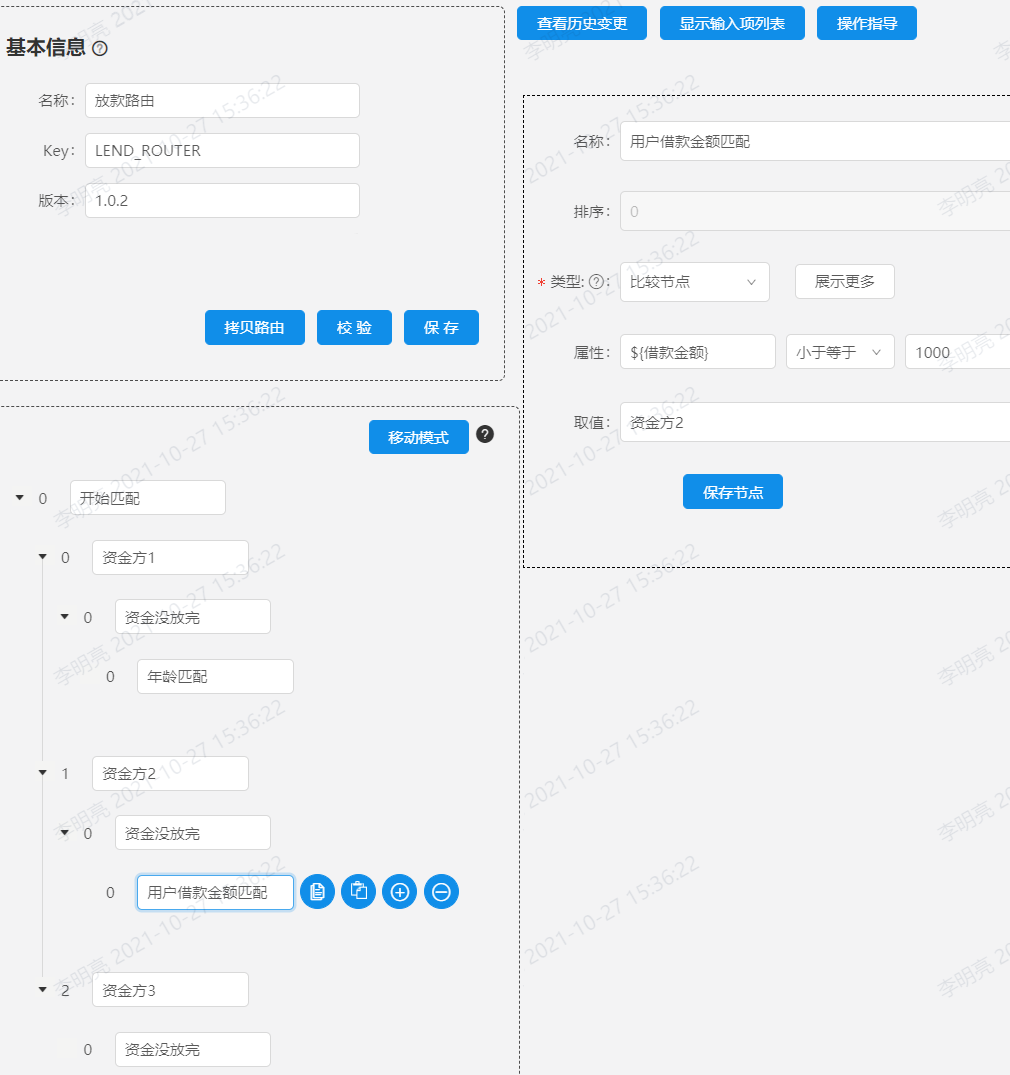 查看历史变更 显示输入项列表 操作指导
基本信息
名称: 放款路由
Key: LEND_ROUTER
版本: 1.0.2
拷贝路由 校 验 保 存
名称: 用户借款金额匹配
排序: 0
* 类型: 比较节点 展示更多
属性: ${借款金额} 小于等于 1000
取值: 资金方2
保存节点
移动模式
0 开始匹配
0 资金方1
0 资金没放完
0 年龄匹配
1 资金方2
0 资金没放完
0 用户借款金额匹配
2 资金方3
0 资金没放完
李明亮 2021-10-27 15:36:22